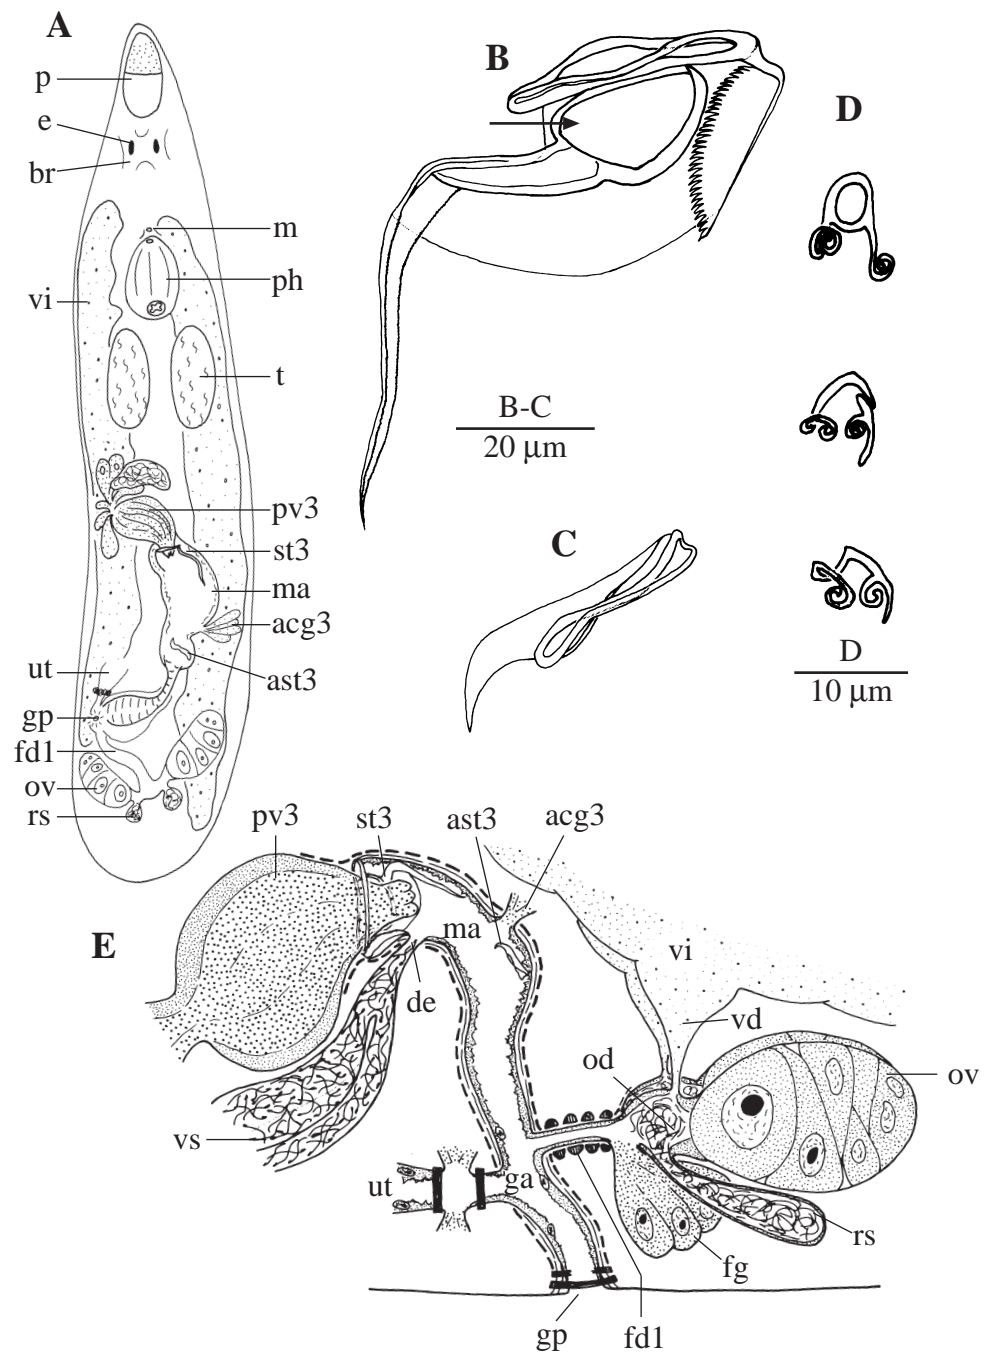 A
p
e
br
m
ph
vi
t
pv3
st3
ma
acg3
ut
ast3
gp
fd1
ov
rs
B
B-C
20 μm
C
D
D
10 μm
E
pv3
st3
ast3
acg3
ma
vi
de
vd
od
ov
vs
ut
ga
rs
fg
gp
fd1